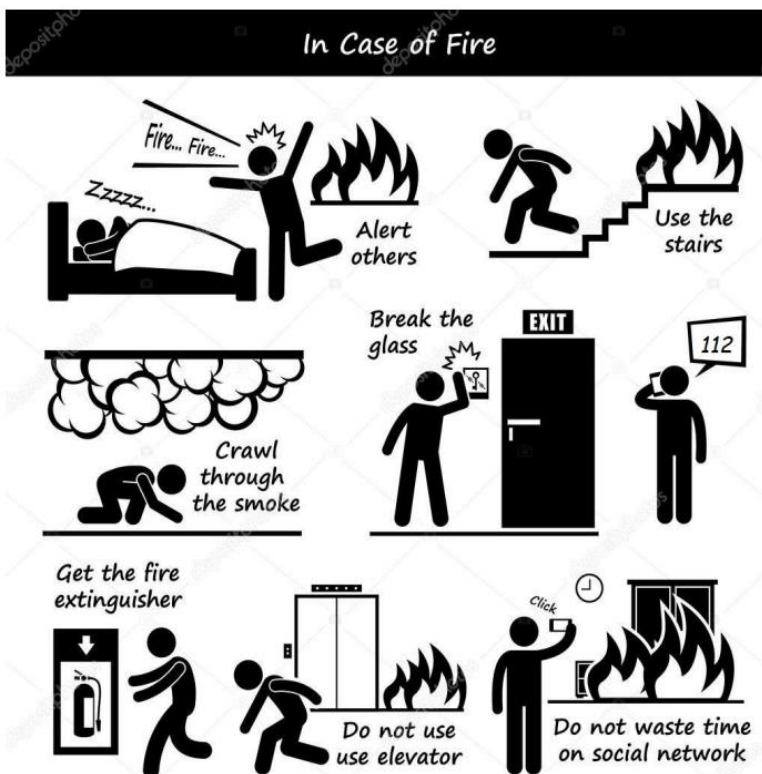 In Case of Fire
Fire... Fire...
Zzzzz...
Alert
others
Use the
stairs
Break the
glass
EXIT
112
Crawl
through
the smoke
Get the fire
extinguisher
Do not use
use elevator
Click
Do not waste time
on social network
depositphotos